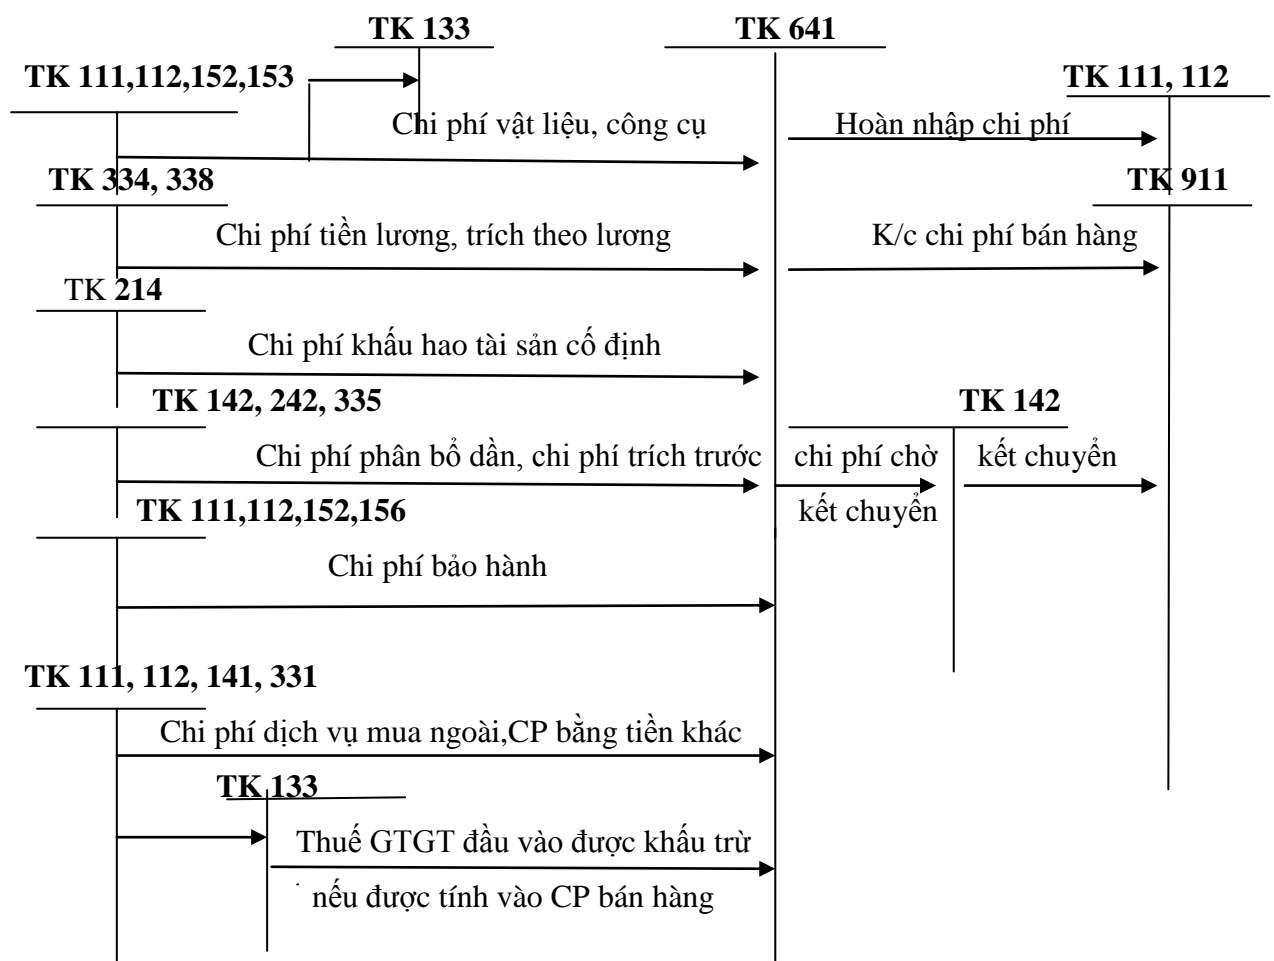 TK 133
TK 641
TK 111,112,152,153
TK 111, 112
Chi phí vật liệu, công cụ
Hoàn nhập chi phí
TK 334, 338
TK 911
Chi phí tiền lương, trích theo lương
K/c chi phí bán hàng
TK 214
Chi phí khấu hao tài sản cố định
TK 142, 242, 335
TK 142
Chi phí phân bổ dần, chi phí trích trước
chi phí chờ
kết chuyển
kết chuyển
TK 111,112,152,156
Chi phí bảo hành
TK 111, 112, 141, 331
Chi phí dịch vụ mua ngoài,CP bằng tiền khác
TK 133
Thuế GTGT đầu vào được khấu trừ
nếu được tính vào CP bán hàng